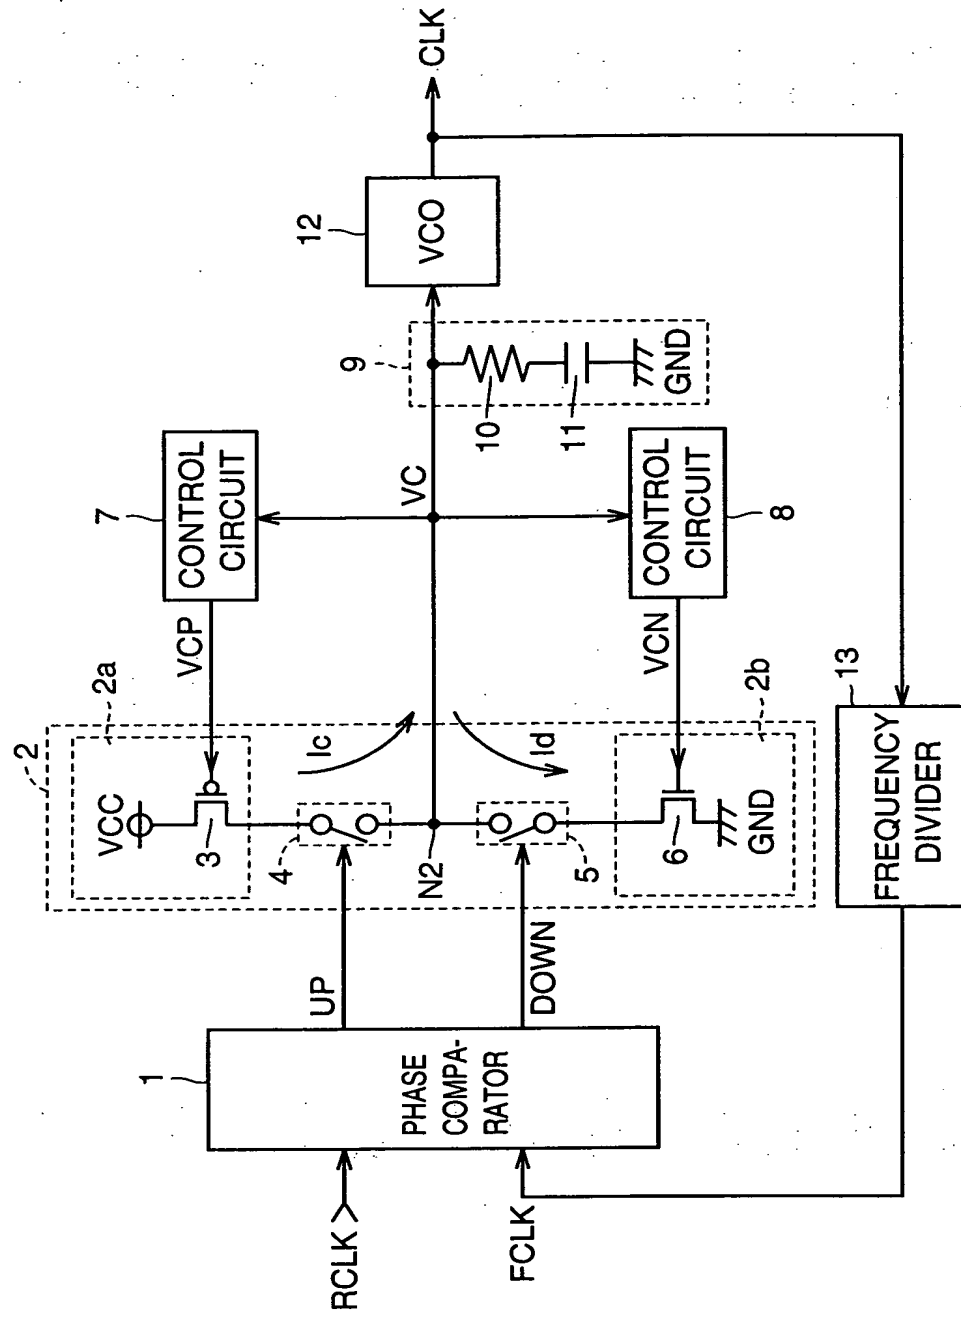 2
2a
VCC
3
VCP
7
CONTROL
CIRCUIT
12
VCO
CLK
4
Ic
VC
9
10
11
GND
1
PHASE
COMPA-
RATOR
RCLK
FCLK
UP
DOWN
N2
5
Id
6
GND
2b
VCN
CONTROL
CIRCUIT
8
13
FREQUENCY
DIVIDER